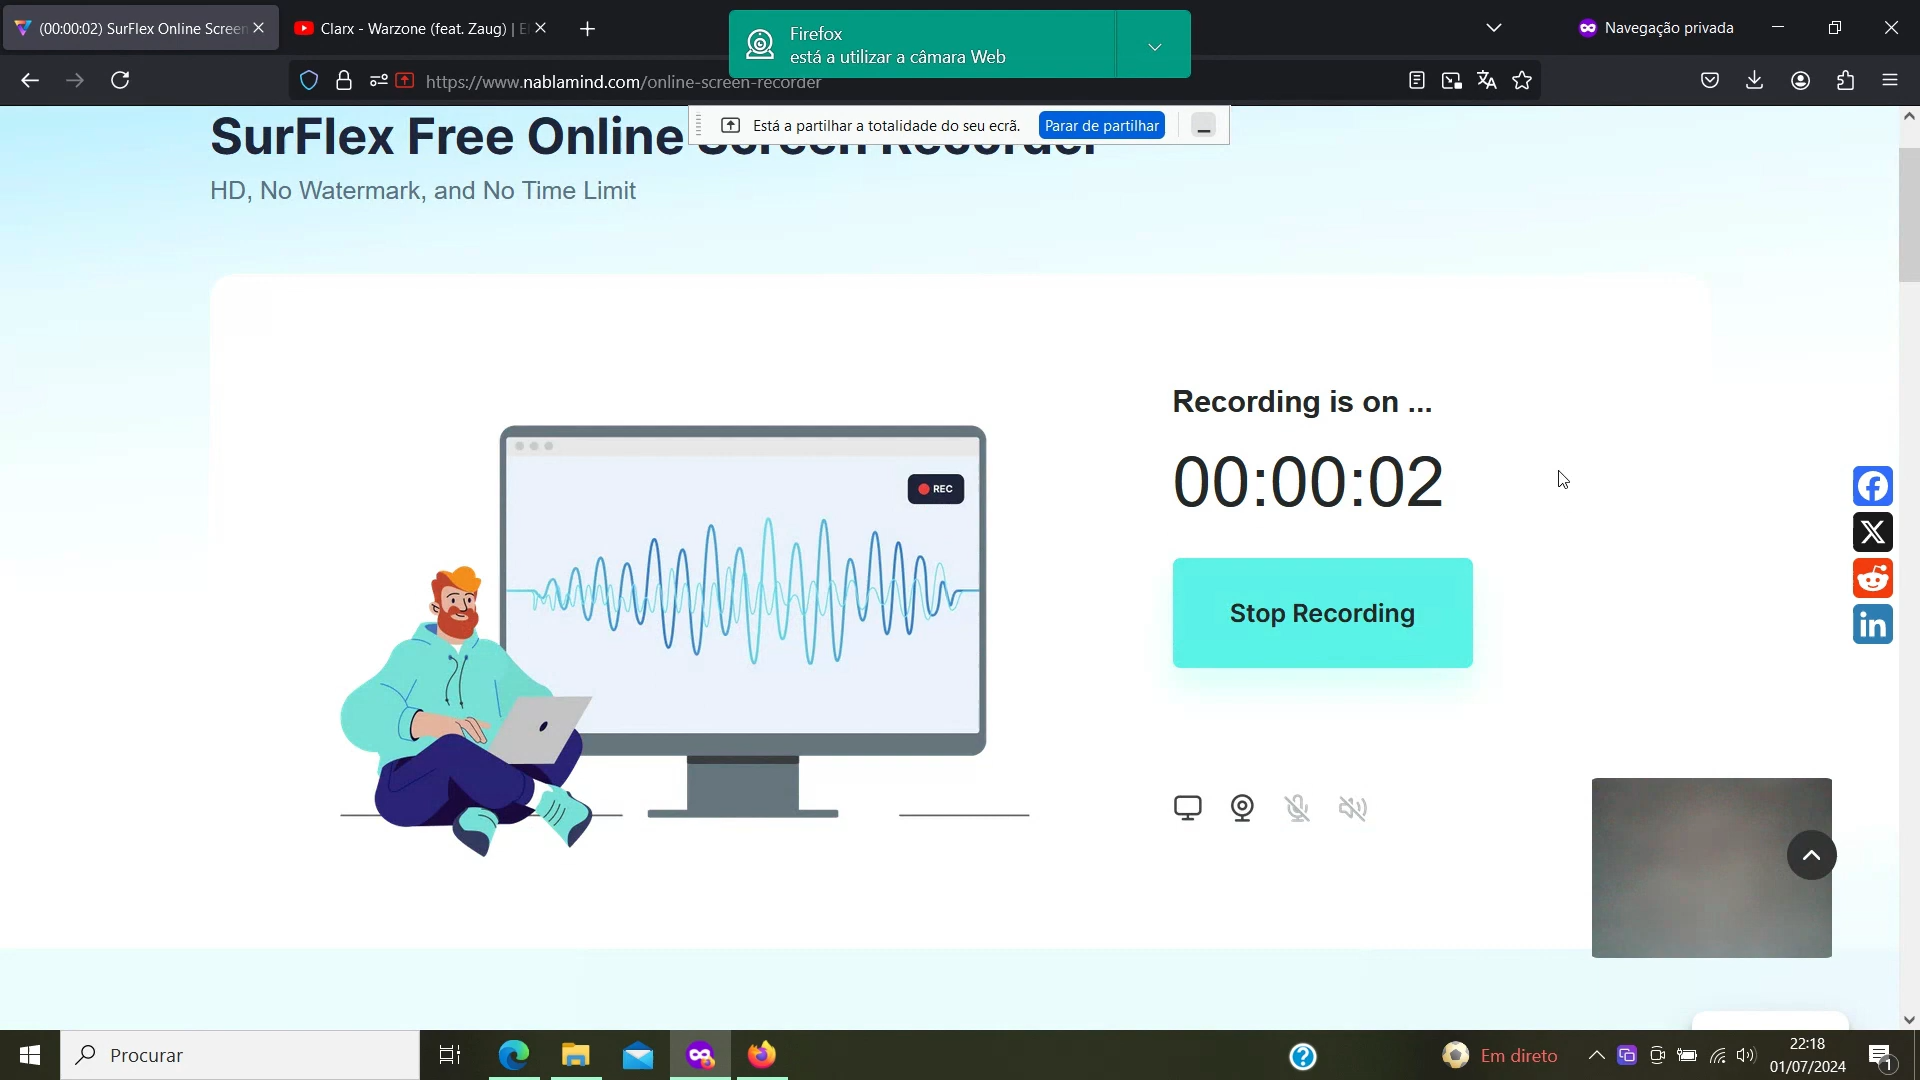 (00:00:02) SurFlex Online Screen
Clarx - Warzone (feat. Zaug) |
Firefox
está a utilizar a câmara Web
Navegação privada
https://www.nablamind.com/online-screen-recorder
Está a partilhar a totalidade do seu ecrã.
Parar de partilhar
SurFlex Free Online Screen Recorder
HD, No Watermark, and No Time Limit
Recording is on ...
00:00:02
REC
Stop Recording
Procurar
Em direto
22:18
01/07/2024
1